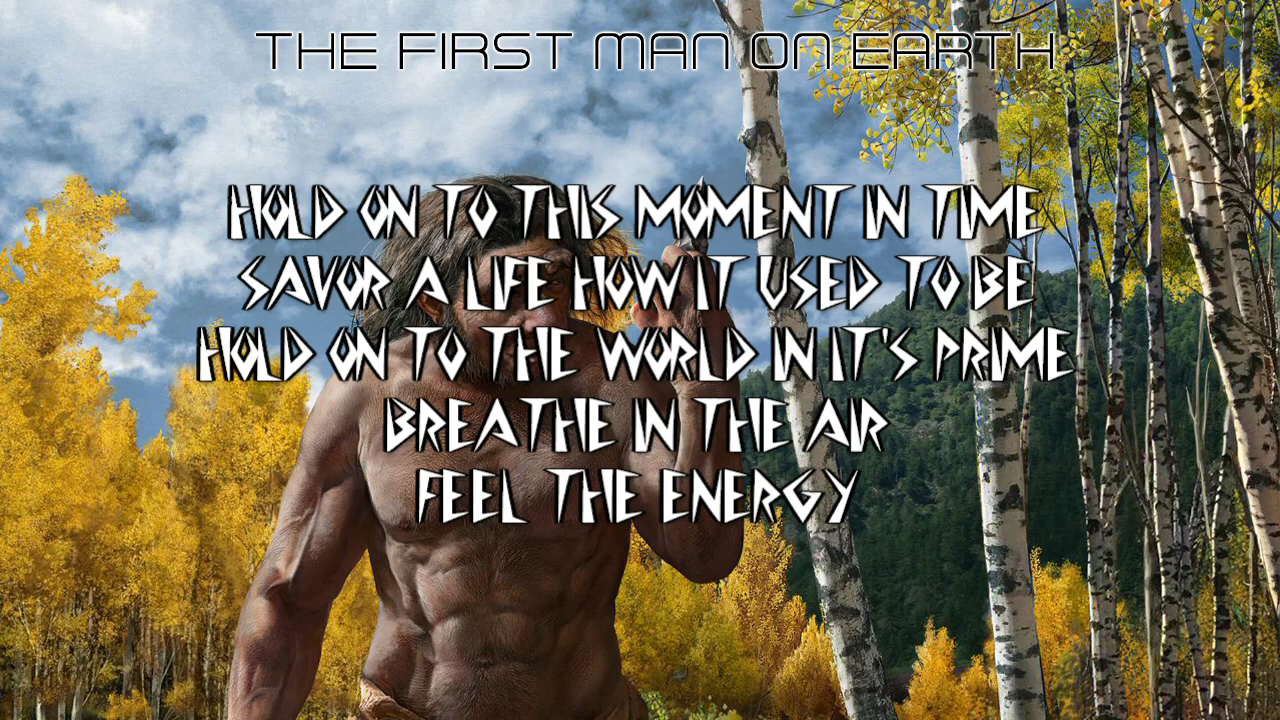 THE FIRST MAN ON EARTH
HOLD ON TO THIS MOMENT IN TIME
SAVOR A LIFE HOW IT USED TO BE
HOLD ON TO THE WORLD IN IT'S PRIME
BREATHE IN THE AIR
FEEL THE ENERGY